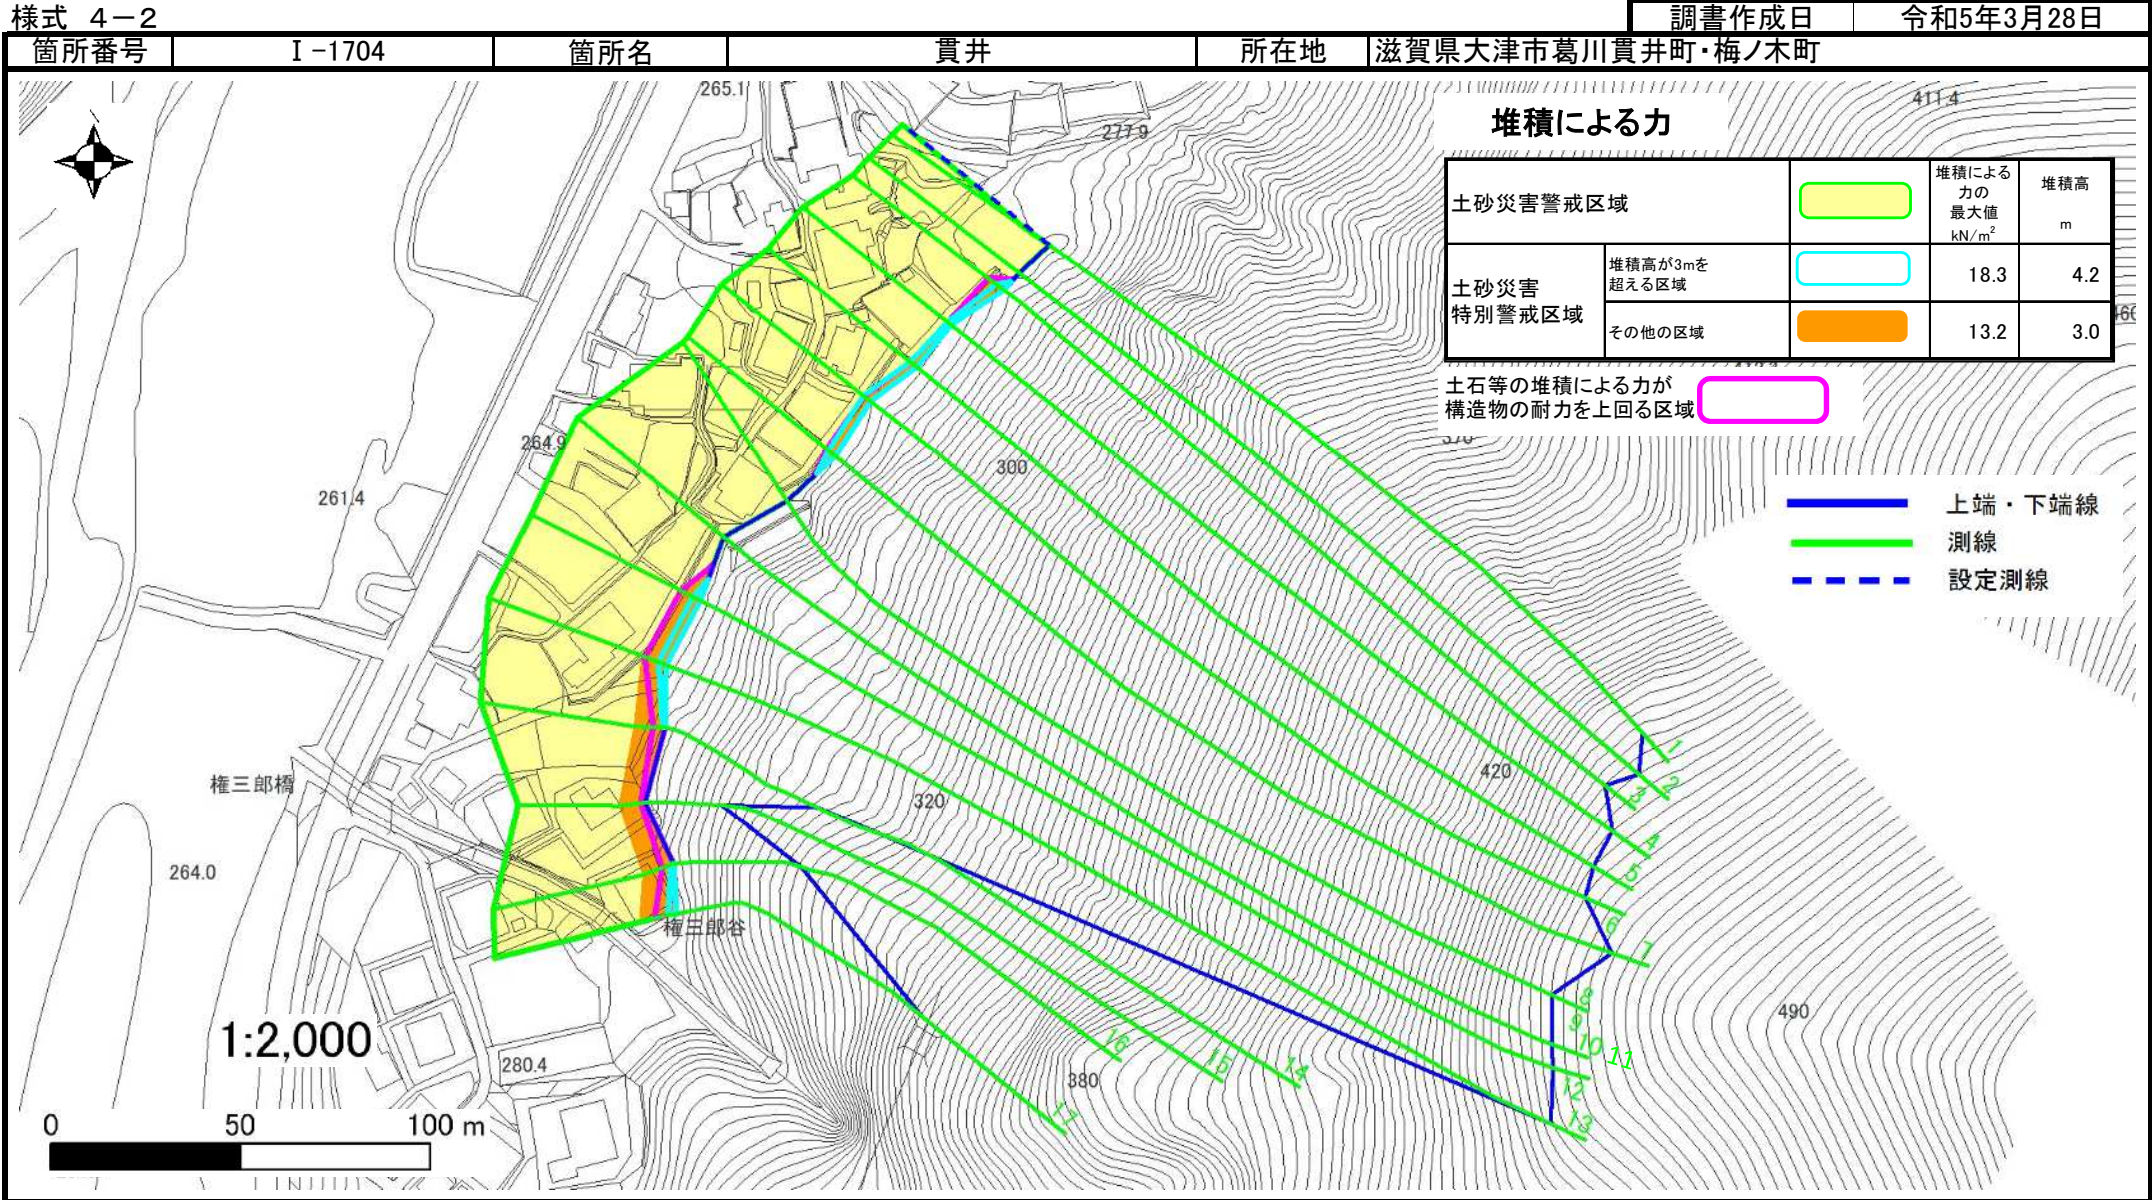 様式 4-2
調書作成日 令和5年3月28日
箇所番号 Ⅰ-1704 箇所名 貫井 所在地 滋賀県大津市葛川貫井町・梅ノ木町
堆積による力
土砂災害警戒区域
堆積による
力の
最大値
kN/m²
堆積高
m
土砂災害
特別警戒区域
堆積高が3mを
超える区域
18.3 4.2
その他の区域
13.2 3.0
土石等の堆積による力が
構造物の耐力を上回る区域
上端・下端線
測線
設定測線
265.1
277.9
411.4
264.9
261.4
300
420
320
権三郎橋
264.0
権三郎谷
280.4
380
490
1
2
3
4
5
6
7
8
9
10
11
12
13
14
15
16
17
1:2,000
0 50 100 m